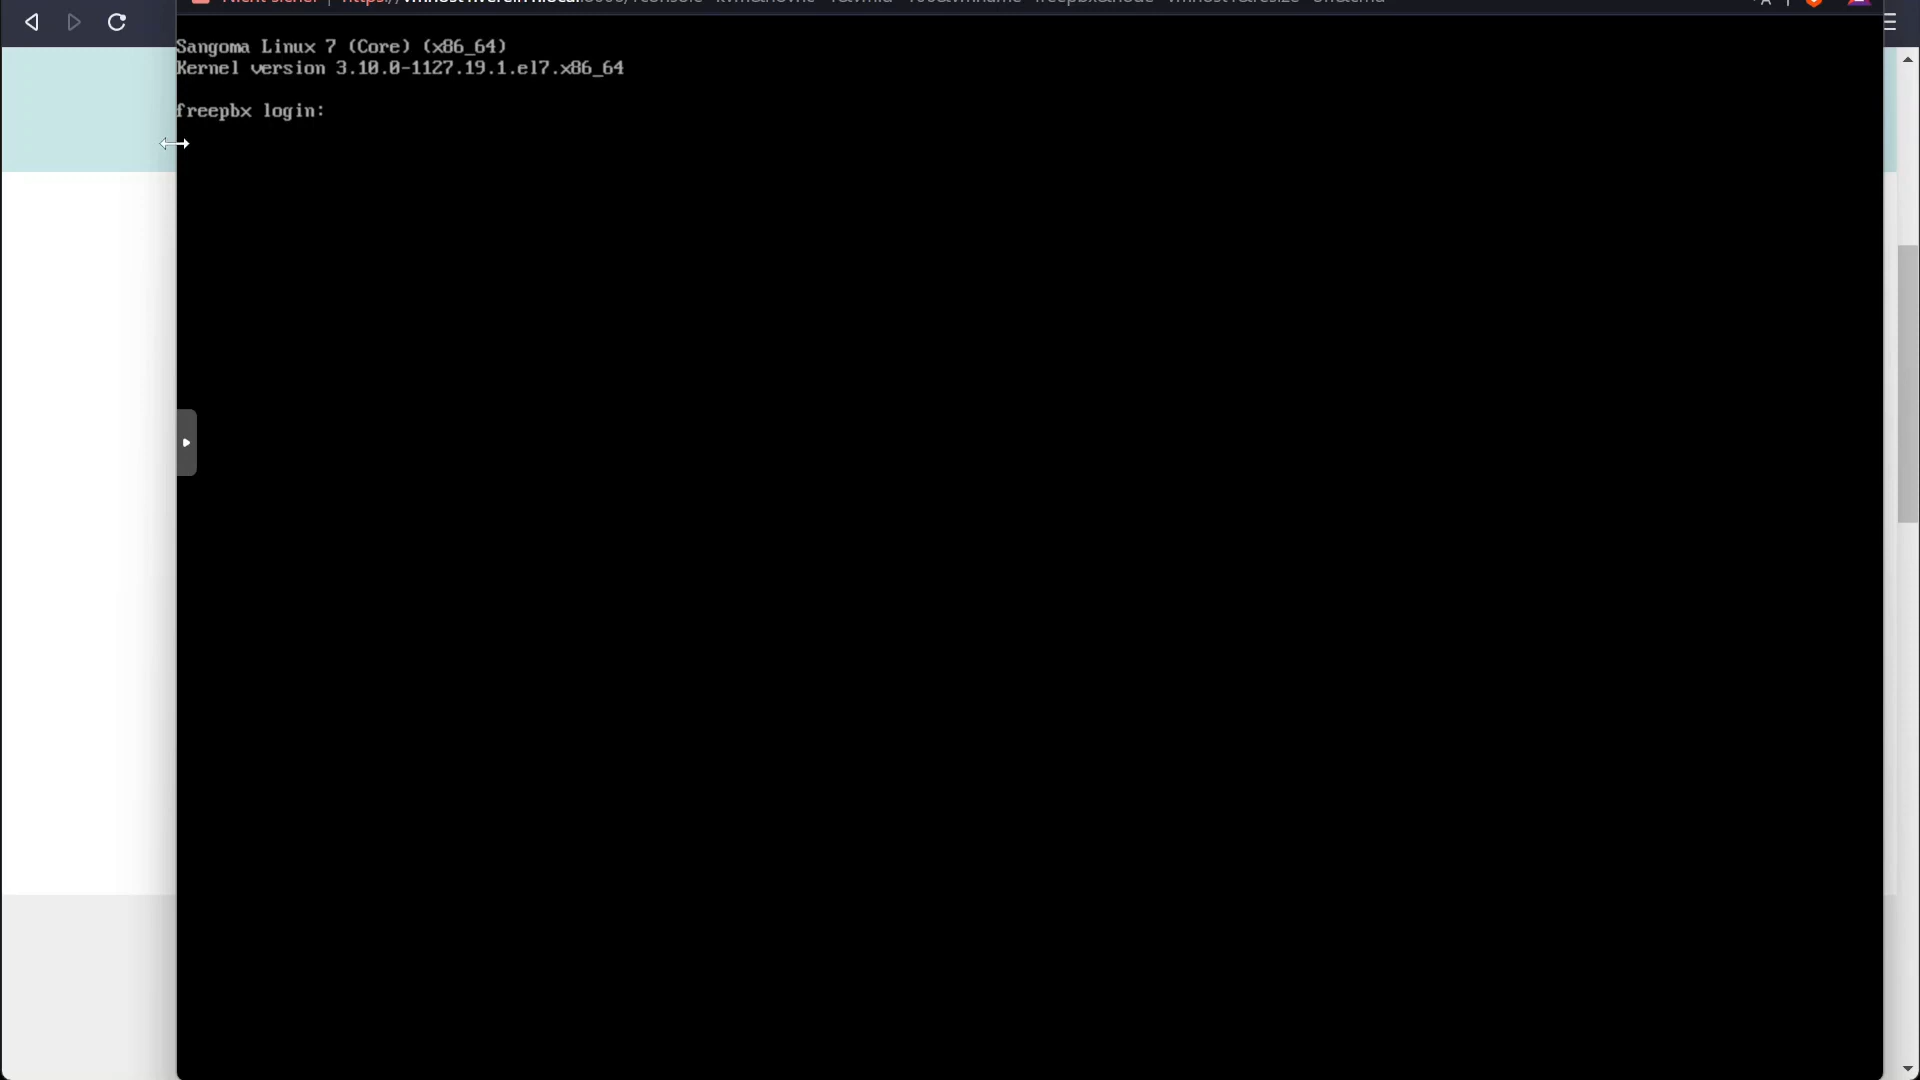 Sangoma Linux 7 (Core) (x86_64)
Kernel version 3.10.0-1127.19.1.el7.x86_64
freepbx login: